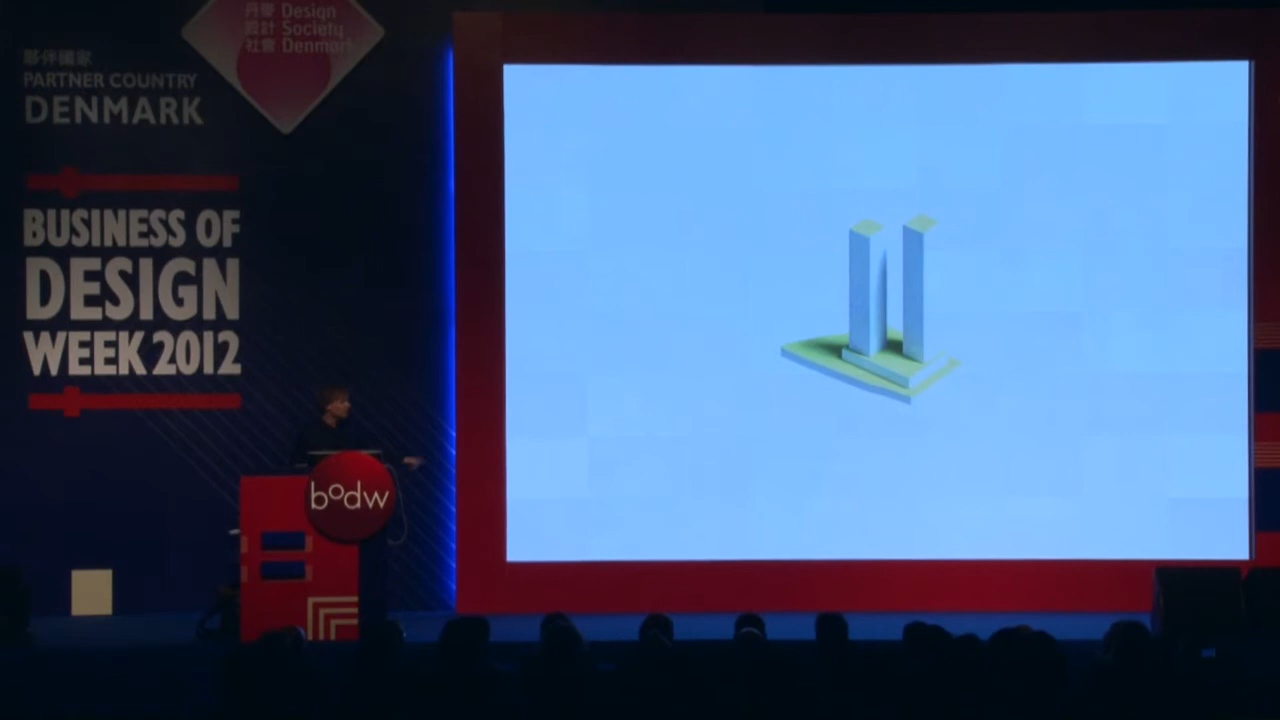 丹麥 Design
設計 Society
社會 Denmark
夥伴國家
PARTNER COUNTRY
DENMARK
BUSINESS OF
DESIGN
WEEK 2012
bodw